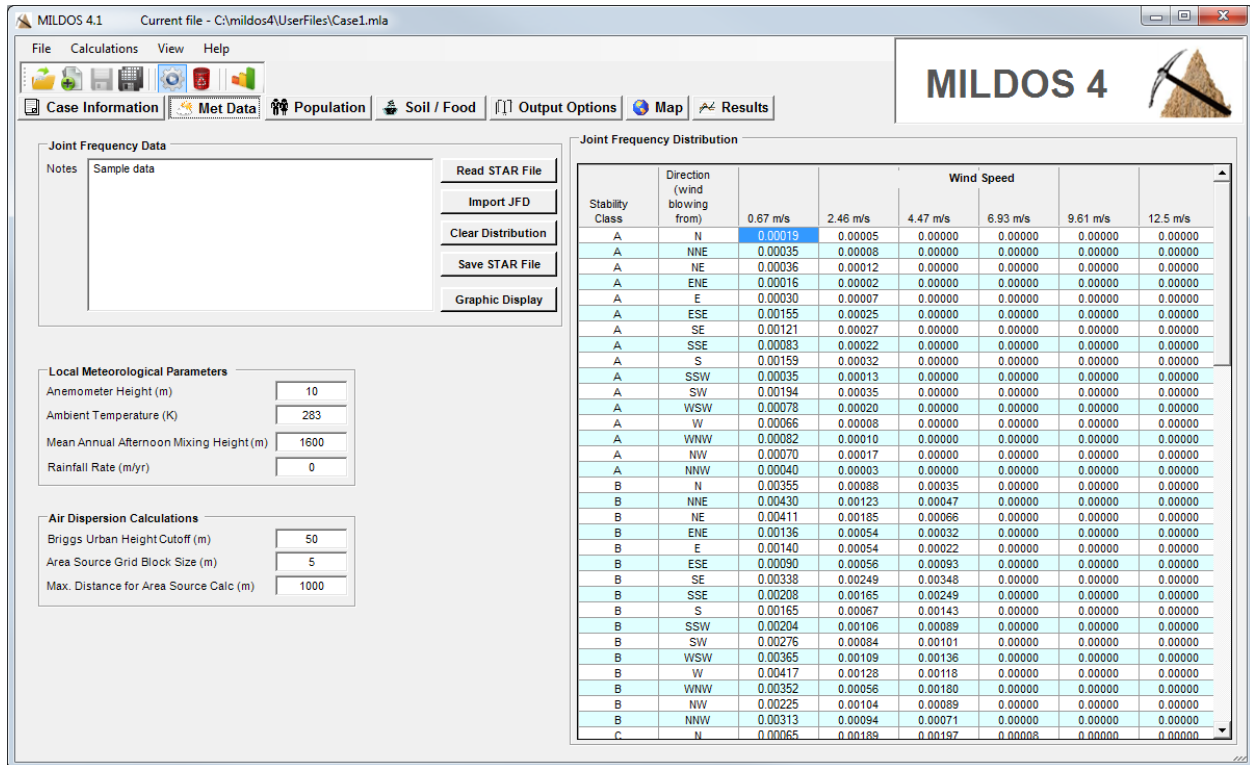 MILDOS 4.1 Current file - C:\mildos4\UserFiles\Case1.mla
File Calculations View Help
MILDOS 4
Case Information Met Data Population Soil / Food Output Options Map Results
Joint Frequency Data
Notes Sample data
Read STAR File
Import JFD
Clear Distribution
Save STAR File
Graphic Display
Local Meteorological Parameters
Anemometer Height (m) 10
Ambient Temperature (K) 283
Mean Annual Afternoon Mixing Height (m) 1600
Rainfall Rate (m/yr) 0
Air Dispersion Calculations
Briggs Urban Height Cutoff (m) 50
Area Source Grid Block Size (m) 5
Max. Distance for Area Source Calc (m) 1000
Joint Frequency Distribution
Wind Speed
Stability Class Direction (wind blowing from) 0.67 m/s 2.46 m/s 4.47 m/s 6.93 m/s 9.61 m/s 12.5 m/s
A N 0.00019 0.00005 0.00000 0.00000 0.00000 0.00000
A NNE 0.00035 0.00008 0.00000 0.00000 0.00000 0.00000
A NE 0.00036 0.00012 0.00000 0.00000 0.00000 0.00000
A ENE 0.00016 0.00002 0.00000 0.00000 0.00000 0.00000
A E 0.00030 0.00007 0.00000 0.00000 0.00000 0.00000
A ESE 0.00155 0.00025 0.00000 0.00000 0.00000 0.00000
A SE 0.00121 0.00027 0.00000 0.00000 0.00000 0.00000
A SSE 0.00083 0.00022 0.00000 0.00000 0.00000 0.00000
A S 0.00159 0.00032 0.00000 0.00000 0.00000 0.00000
A SSW 0.00035 0.00013 0.00000 0.00000 0.00000 0.00000
A SW 0.00194 0.00035 0.00000 0.00000 0.00000 0.00000
A WSW 0.00078 0.00020 0.00000 0.00000 0.00000 0.00000
A W 0.00066 0.00008 0.00000 0.00000 0.00000 0.00000
A WNW 0.00082 0.00010 0.00000 0.00000 0.00000 0.00000
A NW 0.00070 0.00017 0.00000 0.00000 0.00000 0.00000
A NNW 0.00040 0.00003 0.00000 0.00000 0.00000 0.00000
B N 0.00355 0.00088 0.00035 0.00000 0.00000 0.00000
B NNE 0.00430 0.00123 0.00047 0.00000 0.00000 0.00000
B NE 0.00411 0.00185 0.00066 0.00000 0.00000 0.00000
B ENE 0.00136 0.00054 0.00032 0.00000 0.00000 0.00000
B E 0.00140 0.00054 0.00022 0.00000 0.00000 0.00000
B ESE 0.00090 0.00056 0.00093 0.00000 0.00000 0.00000
B SE 0.00338 0.00249 0.00348 0.00000 0.00000 0.00000
B SSE 0.00208 0.00165 0.00249 0.00000 0.00000 0.00000
B S 0.00165 0.00067 0.00143 0.00000 0.00000 0.00000
B SSW 0.00204 0.00106 0.00089 0.00000 0.00000 0.00000
B SW 0.00276 0.00084 0.00101 0.00000 0.00000 0.00000
B WSW 0.00365 0.00109 0.00136 0.00000 0.00000 0.00000
B W 0.00417 0.00128 0.00118 0.00000 0.00000 0.00000
B WNW 0.00352 0.00056 0.00180 0.00000 0.00000 0.00000
B NW 0.00225 0.00104 0.00089 0.00000 0.00000 0.00000
B NNW 0.00313 0.00094 0.00071 0.00000 0.00000 0.00000
C N 0.00065 0.00189 0.00197 0.00008 0.00000 0.00000